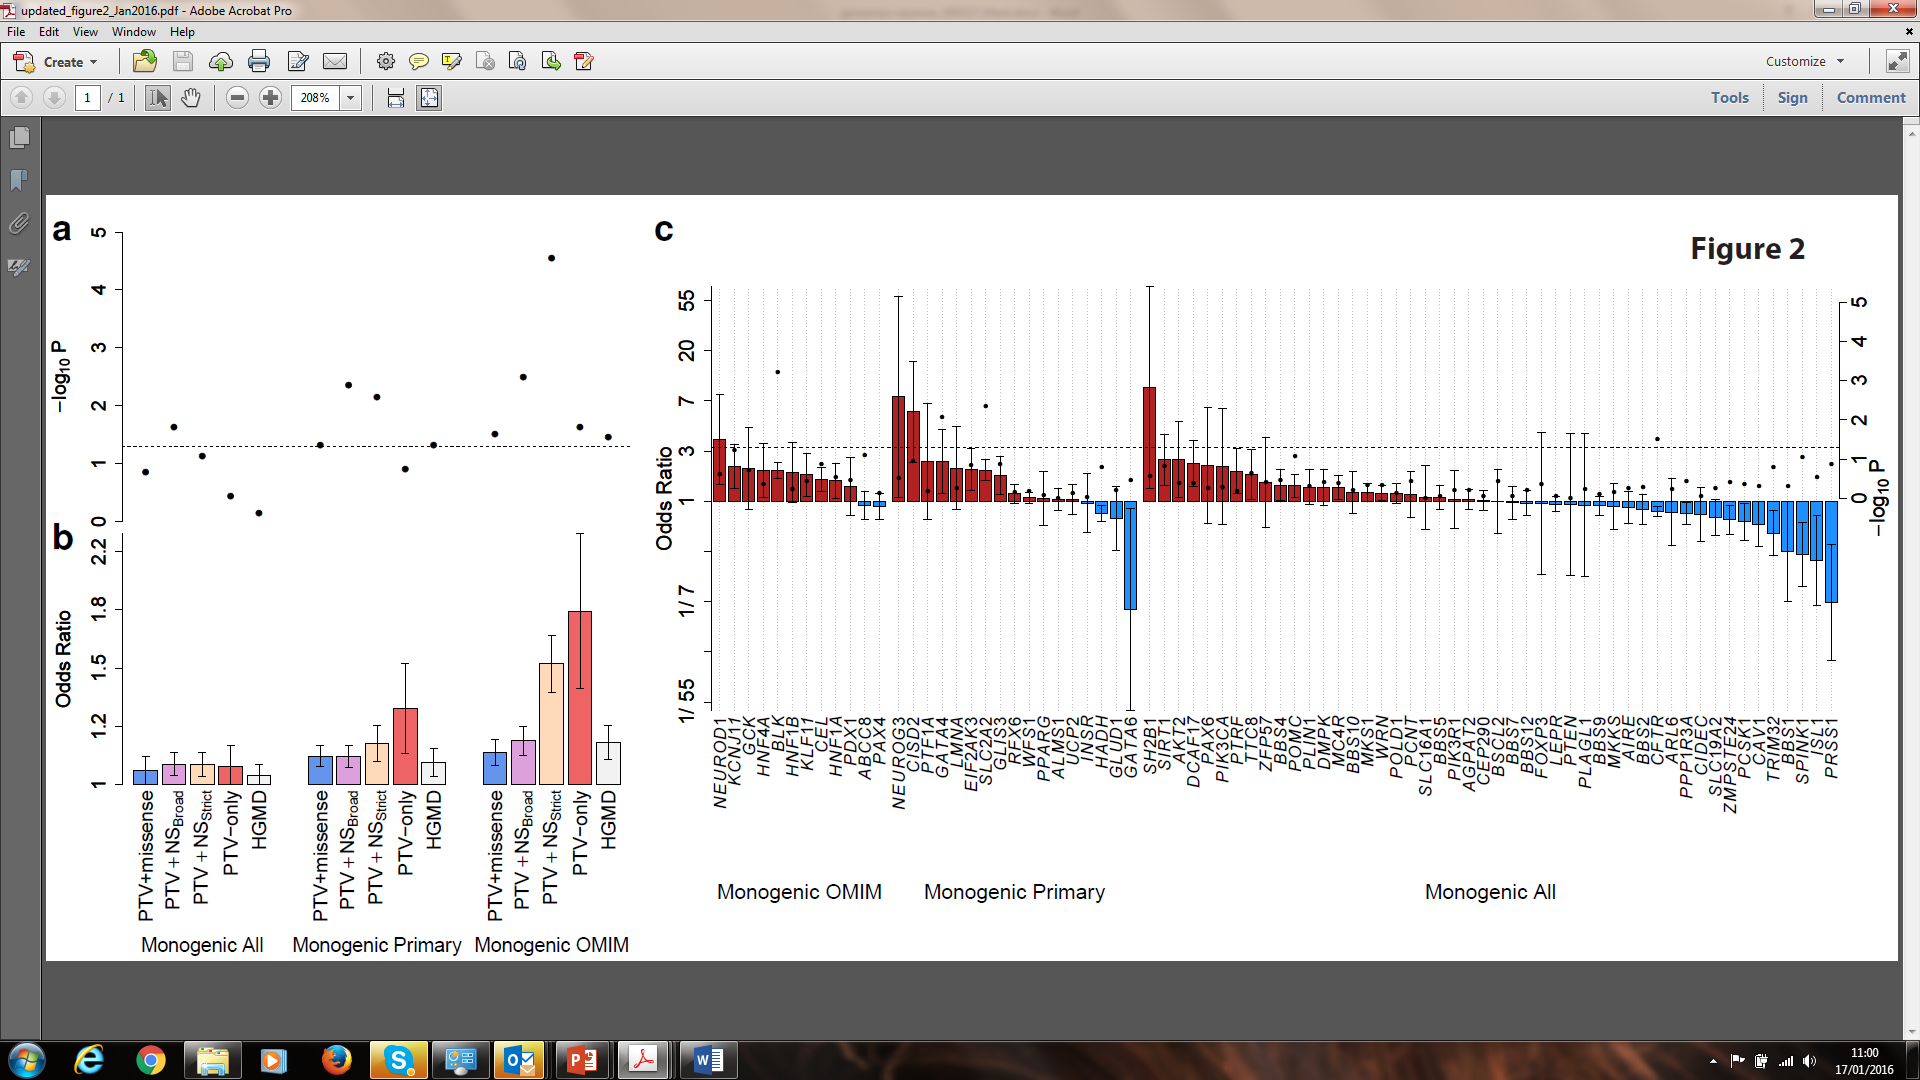 updated_figure2_Jan2016.pdf - Adobe Acrobat Pro
File Edit View Window Help
Create
Customize
1 / 1
208%
Tools Sign Comment
Figure 2
a
5
4
3
2
1
0
−log10 P
b
2.2
1.8
1.5
1.2
1
Odds Ratio
PTV+missense
PTV + NSBroad
PTV + NSStrict
PTV−only
HGMD
PTV+missense
PTV + NSBroad
PTV + NSStrict
PTV−only
HGMD
PTV+missense
PTV + NSBroad
PTV + NSStrict
PTV−only
HGMD
Monogenic All
Monogenic Primary
Monogenic OMIM
c
55
20
7
3
1
1/ 7
1/ 55
Odds Ratio
5
4
3
2
1
0
−log10 P
NEUROD1
KCNJ11
GCK
HNF4A
BLK
HNF1B
KLF11
CEL
HNF1A
PDX1
ABCC8
PAX4
NEUROG3
CISD2
PTF1A
GATA4
LMNA
EIF2AK3
SLC2A2
GLIS3
RFX6
WFS1
PPARG
ALMS1
UCP2
INSR
HADH
GLUD1
GATA6
SH2B1
SIRT1
AKT2
DCAF17
PAX6
PIK3CA
PTRF
TTC8
ZFP57
BBS4
POMC
PLIN1
DMPK
MC4R
BBS10
MKS1
WRN
POLD1
PCNT
SLC16A1
BBS5
PIK3R1
AGPAT2
CEP290
BSCL2
BBS7
BBS12
FOXP3
LEPR
PTEN
PLAGL1
BBS9
MKKS
AIRE
BBS2
CFTR
ARL6
PPP1R3A
CIDEC
SLC19A2
ZMPSTE24
PCSK1
CAV1
TRIM32
BBS1
SPINK1
ISL1
PRSS1
Monogenic OMIM
Monogenic Primary
Monogenic All
11:00
17/01/2016